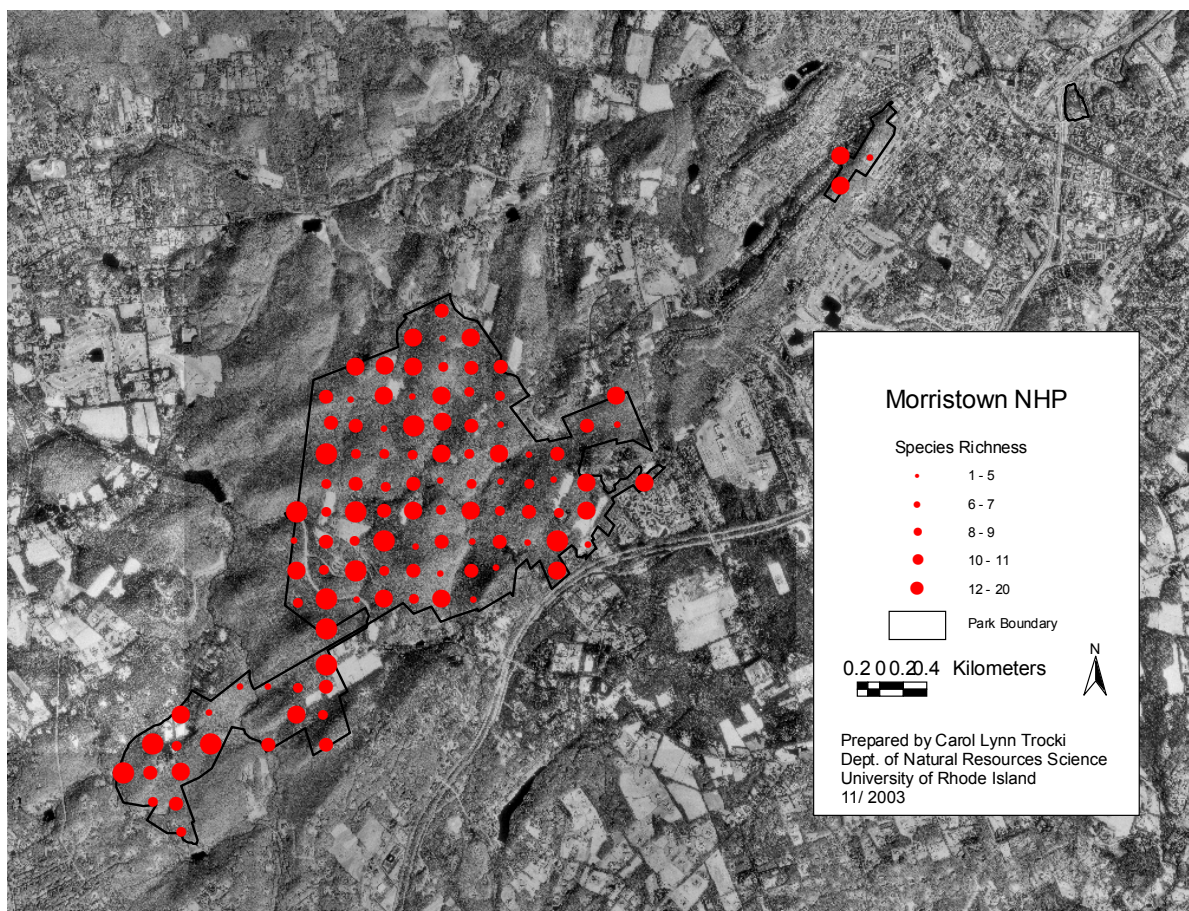 Morristown NHP
Species Richness
1 - 5
6 - 7
8 - 9
10 - 11
12 - 20
Park Boundary
N
0.2 0 0.20.4 Kilometers
Prepared by Carol Lynn Trocki
Dept. of Natural Resources Science
University of Rhode Island
11/ 2003